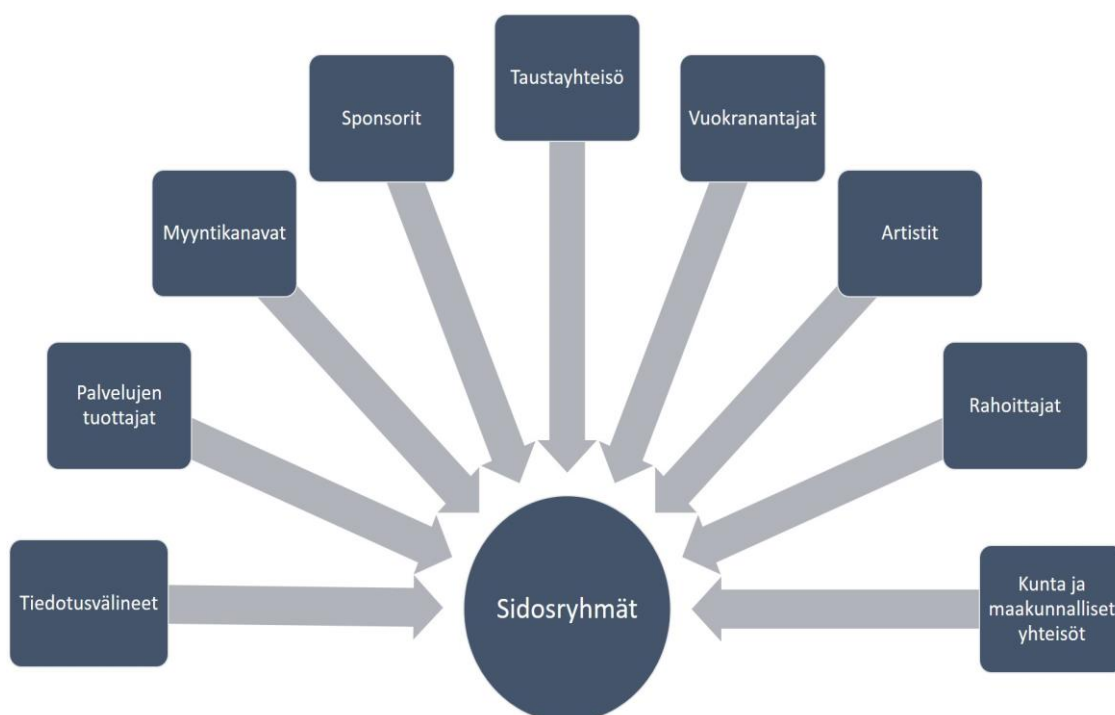 Taustayhteisö
Sponsorit
Vuokranantajat
Myyntikanavat
Artistit
Palvelujen
tuottajat
Rahoittajat
Tiedotusvälineet
Sidosryhmät
Kunta ja
maakunnalliset
yhteisöt